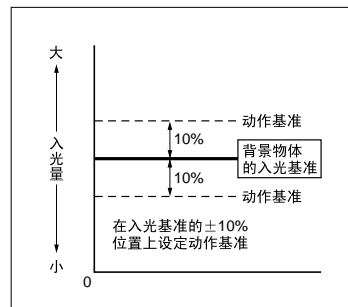 大
入光量
小
0
动作基准
10%
背景物体
的入光基准
10%
动作基准
在入光基准的±10%
位置上设定动作基准